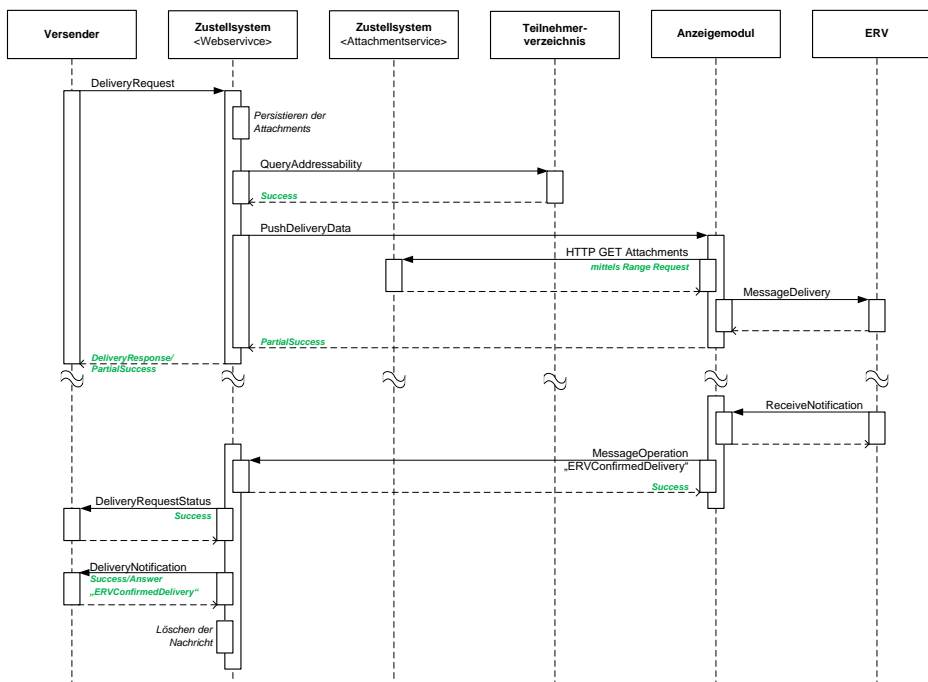 Versender
Zustellsystem
<Webservivce>
Zustellsystem
<Attachmentservice>
Teilnehmer-
verzeichnis
Anzeigemodul
ERV
DeliveryRequest
Persistieren der
Attachments
QueryAddressability
Success
PushDeliveryData
HTTP GET Attachments
mittels Range Request
MessageDelivery
PartialSuccess
DeliveryResponse/
PartialSuccess
ReceiveNotification
MessageOperation
„ERVConfirmedDelivery“
Success
DeliveryRequestStatus
Success
DeliveryNotification
Success/Answer
„ERVConfirmedDelivery“
Löschen der
Nachricht